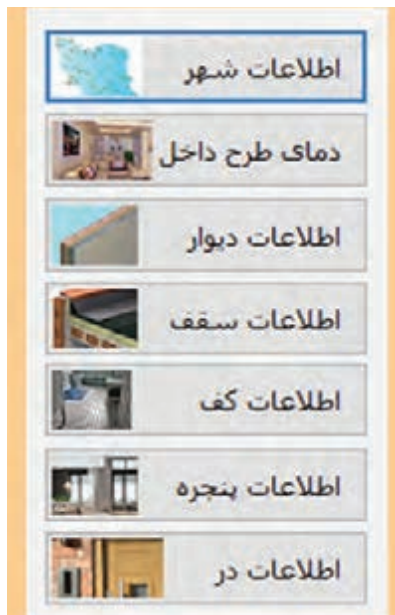 اطلاعات شهر
دمای طرح داخل
اطلاعات دیوار
اطلاعات سقف
اطلاعات کف
اطلاعات پنجره
اطلاعات در